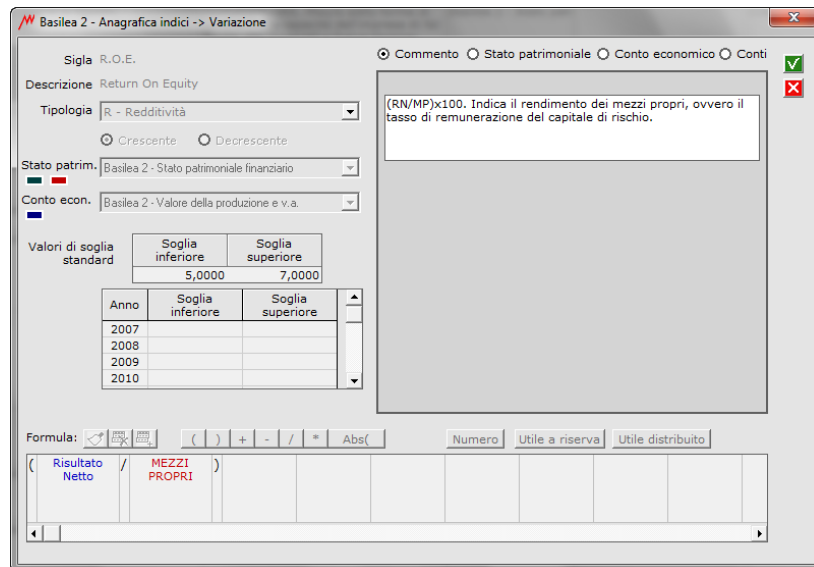 Basilea 2 - Anagrafica indici -> Variazione
Sigla R.O.E.
Descrizione Return On Equity
Tipologia R - Redditività
Crescente Decrescente
Stato patrim. Basilea 2 - Stato patrimoniale finanziario
Conto econ. Basilea 2 - Valore della produzione e v.a.
Valori di soglia standard
Soglia inferiore Soglia superiore
5,0000 7,0000
Anno Soglia inferiore Soglia superiore
2007
2008
2009
2010
Commento Stato patrimoniale Conto economico Conti
(RN/MP)x100. Indica il rendimento dei mezzi propri, ovvero il
tasso di remunerazione del capitale di rischio.
Formula: ( ) + - / * Abs( Numero Utile a riserva Utile distribuito
( Risultato Netto / MEZZI PROPRI )